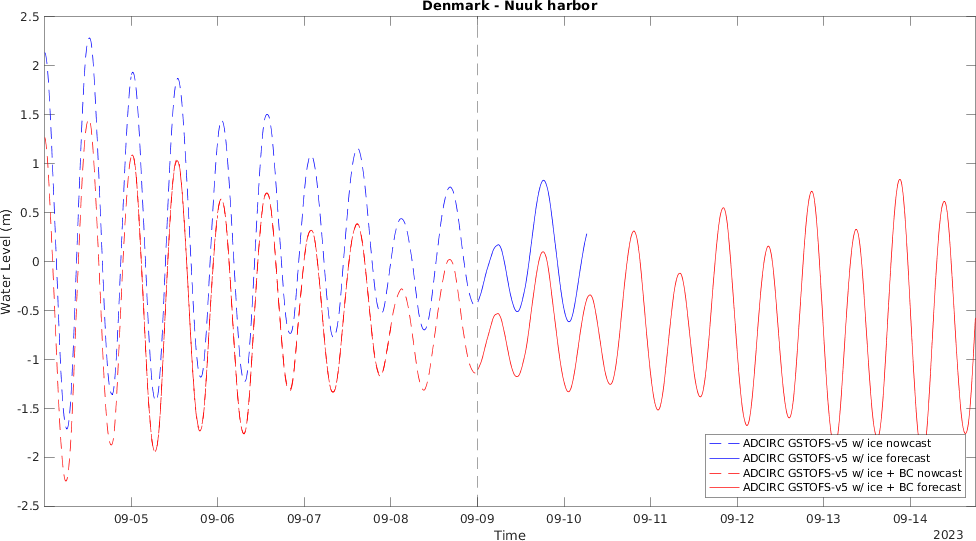 Denmark - Nuuk harbor
2.5
2
1.5
1
0.5
0
-0.5
-1
-1.5
-2
-2.5
Water Level (m)
09-05 09-06 09-07 09-08 09-09 09-10 09-11 09-12 09-13 09-14
Time
2023
ADCIRC GSTOFS-v5 w/ ice nowcast
ADCIRC GSTOFS-v5 w/ ice forecast
ADCIRC GSTOFS-v5 w/ ice + BC nowcast
ADCIRC GSTOFS-v5 w/ ice + BC forecast